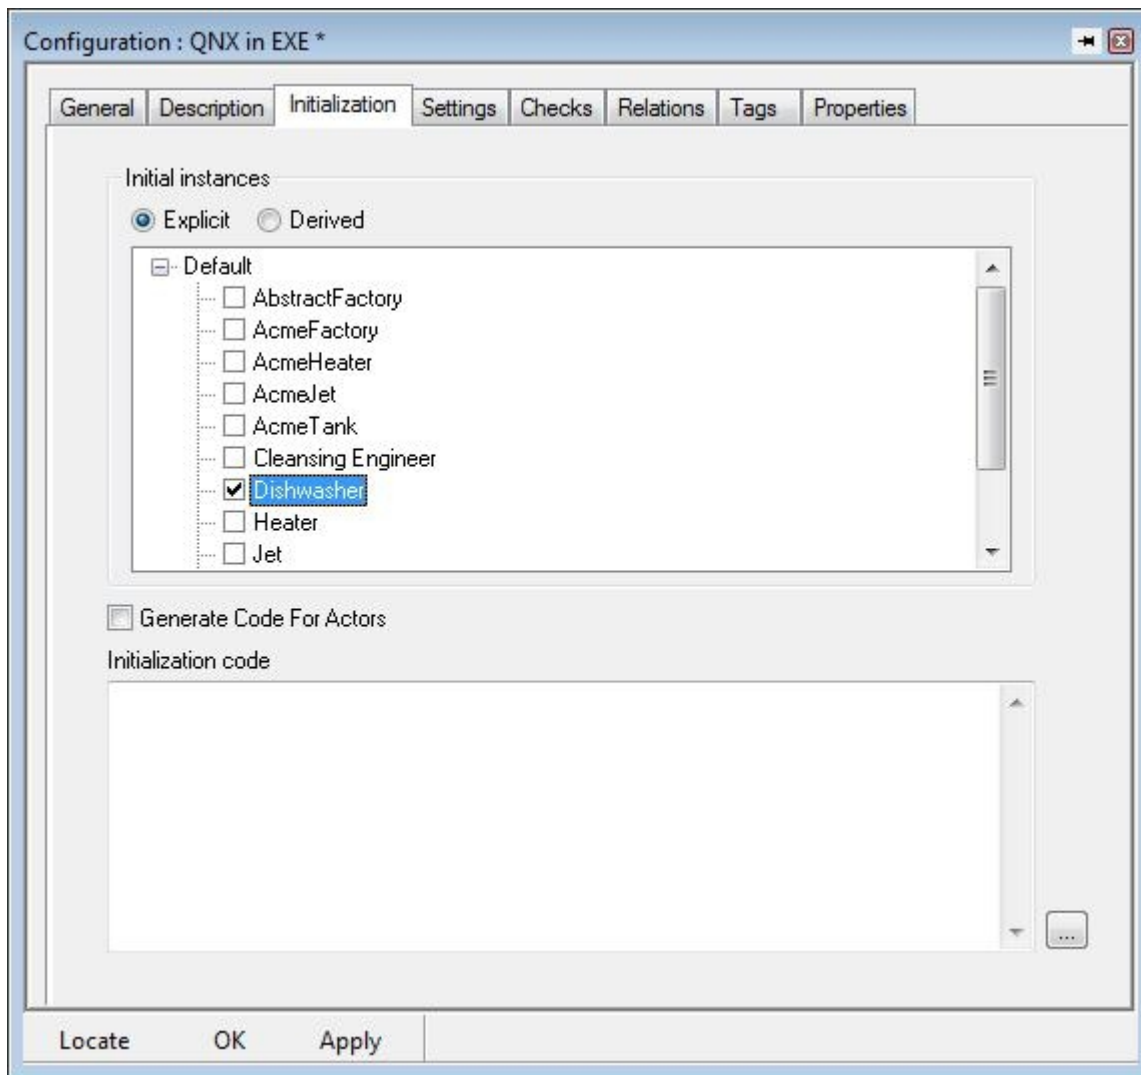 Configuration : QNX in EXE *
General Description Initialization Settings Checks Relations Tags Properties
Initial instances
Explicit Derived
Default
AbstractFactory
AcmeFactory
AcmeHeater
AcmeJet
AcmeTank
Cleansing Engineer
Dishwasher
Heater
Jet
Generate Code For Actors
Initialization code
...
Locate OK Apply